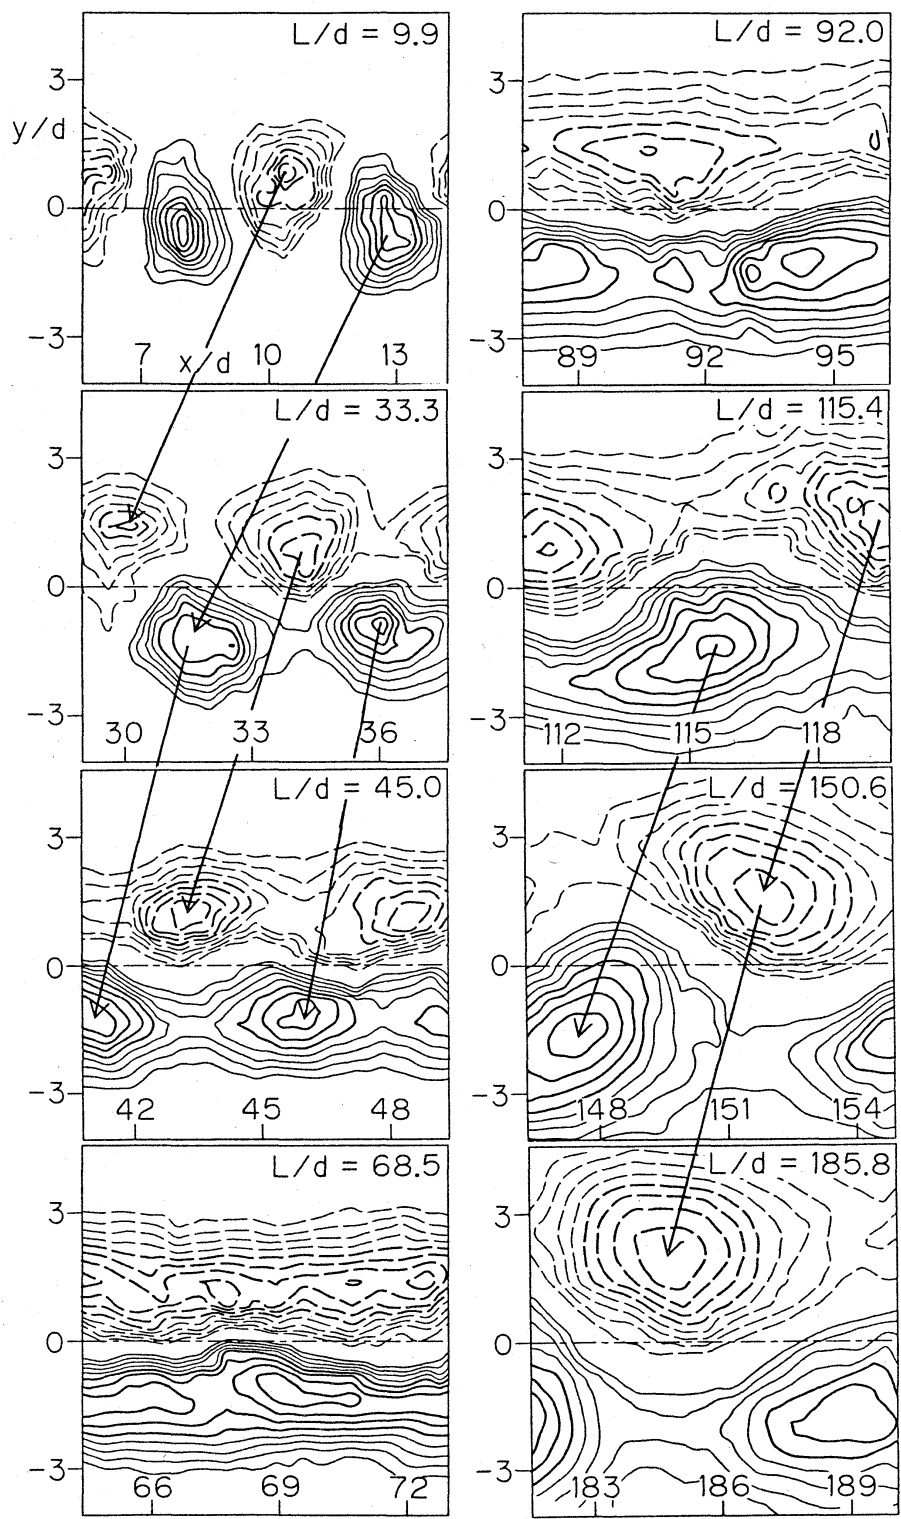 L/d = 9.9
3
y/d
0
-3
7 10 13
x/d
L/d = 33.3
3
0
-3
30 33 36
L/d = 45.0
3
0
-3
42 45 48
L/d = 68.5
3
0
-3
66 69 72
L/d = 92.0
3
0
-3
89 92 95
L/d = 115.4
3
0
-3
112 115 118
L/d = 150.6
3
0
-3
148 151 154
L/d = 185.8
3
0
-3
183 186 189